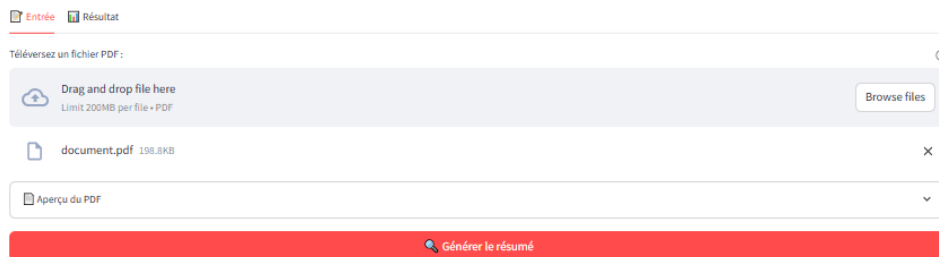 Entrée Résultat
Téléversez un fichier PDF :
Drag and drop file here
Limit 200MB per file • PDF
Browse files
document.pdf 198.8KB
Aperçu du PDF
Générer le résumé